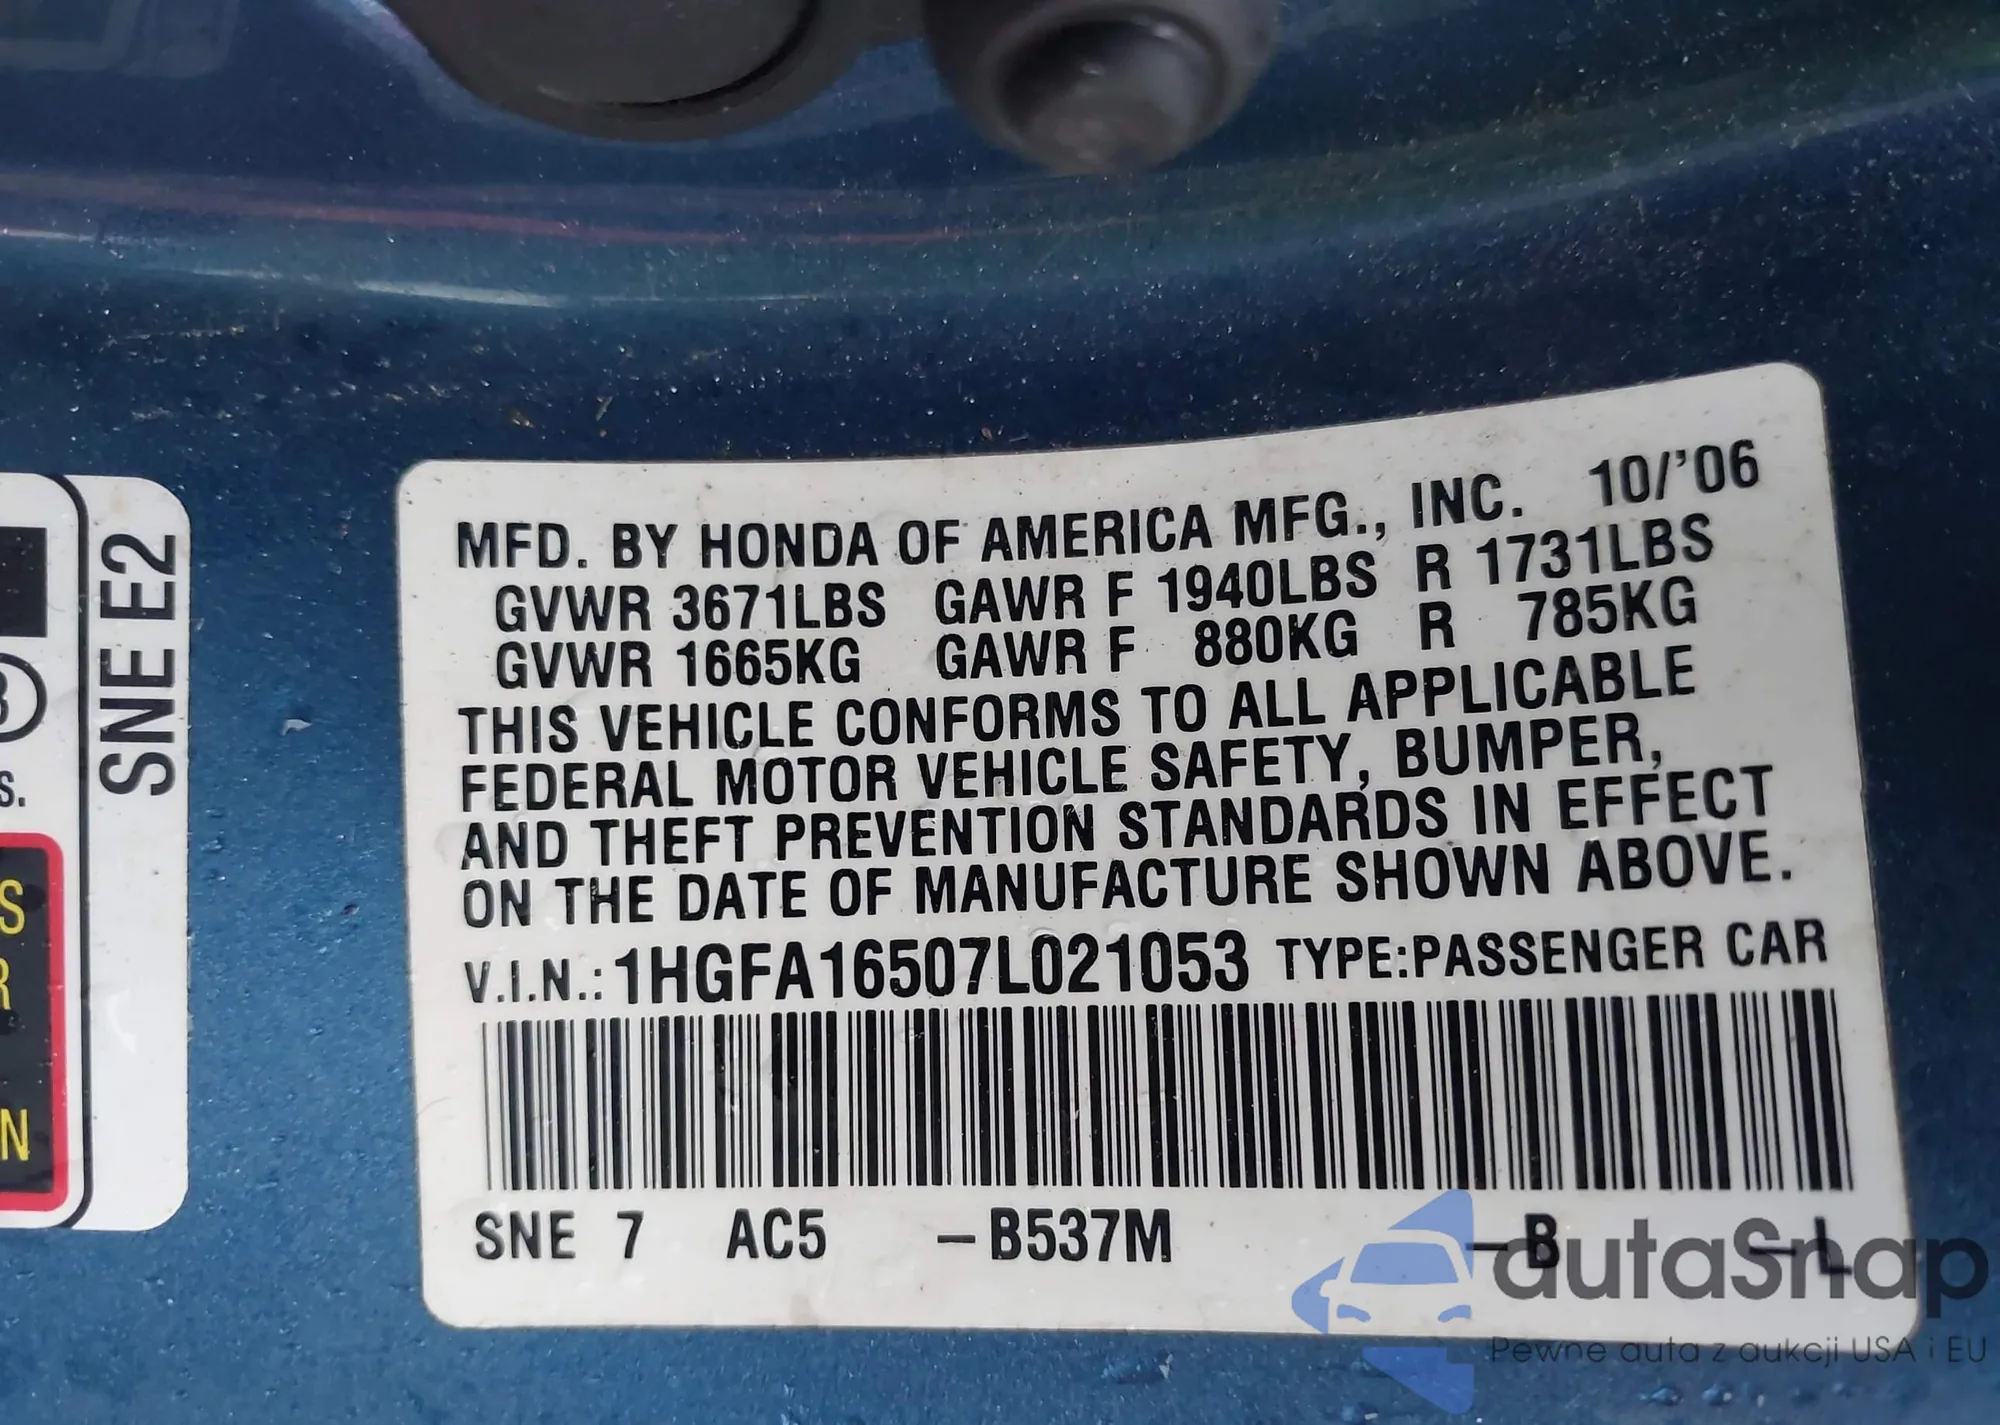 MFD. BY HONDA OF AMERICA MFG., INC. 10/'06
GVWR 3671LBS GAWR F 1940LBS R 1731LBS
GVWR 1665KG GAWR F 880KG R 785KG
THIS VEHICLE CONFORMS TO ALL APPLICABLE
FEDERAL MOTOR VEHICLE SAFETY, BUMPER,
AND THEFT PREVENTION STANDARDS IN EFFECT
ON THE DATE OF MANUFACTURE SHOWN ABOVE.
V.I.N.: 1HGFA16507L021053 TYPE:PASSENGER CAR
SNE 7 AC5 –B537M –B –L
SNE E2
S.
S
R
N
autaSnap
Pewne auta z aukcji USA i EU